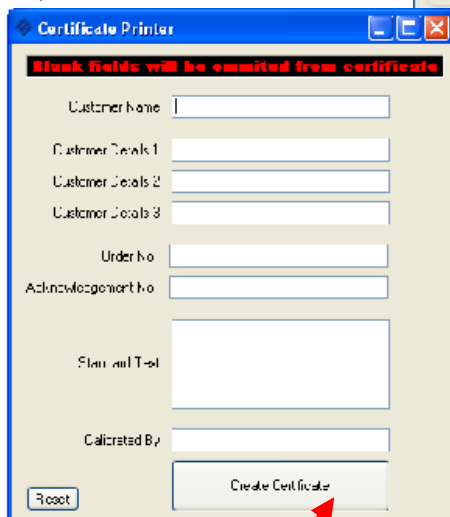 Certificate Printer
Blank fields will be ommited from certificate
Customer Name
Customer Details 1
Customer Details 2
Customer Details 3
Order No
Acknowledgement No
Standard Text
Calibrated By
Create Certificate
Reset